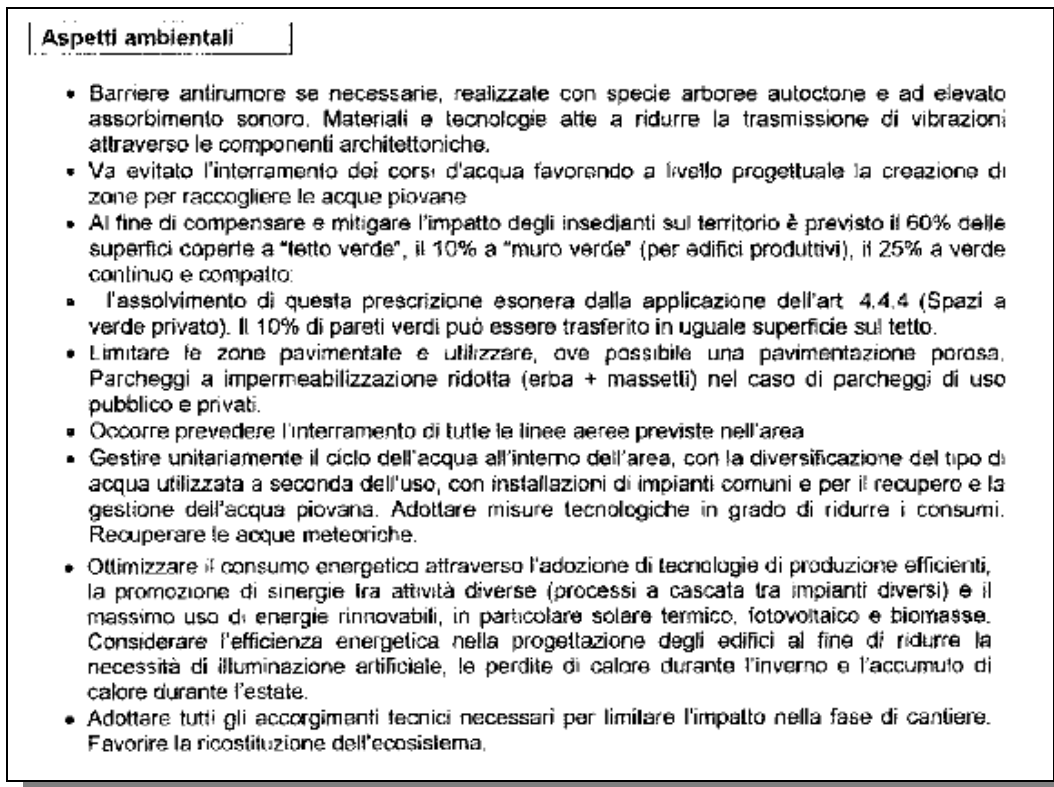 Aspetti ambientali
• Barriere antirumore se necessarie, realizzate con specie arboree autoctone e ad elevato
assorbimento sonoro. Materiali e tecnologie atte a ridurre la trasmissione di vibrazioni
attraverso le componenti architettoniche.
• Va evitato l'interramento dei corsi d'acqua favorendo a livello progettuale la creazione di
zone per raccogliere le acque piovane
• Al fine di compensare e mitigare l'impatto degli insedianti sul territorio è previsto il 60% delle
superfici coperte a "tetto verde", il 10% a "muro verde" (per edifici produttivi), il 25% a verde
continuo e compatto:
• l'assolvimento di questa prescrizione esonera dalla applicazione dell'art 4.4.4 (Spazi a
verde privato). Il 10% di pareti verdi può essere trasferito in uguale superficie sul tetto.
• Limitare le zone pavimentate e utilizzare, ove possibile una pavimentazione porosa.
Parcheggi a impermeabilizzazione ridotta (erba + massetti) nel caso di parcheggi di uso
pubblico e privati.
• Occorre prevedere l'interramento di tutte le linee aeree previste nell'area
• Gestire unitariamente il ciclo dell'acqua all'interno dell'area, con la diversificazione del tipo di
acqua utilizzata a seconda dell'uso, con installazioni di impianti comuni e per il recupero e la
gestione dell'acqua piovana. Adottare misure tecnologiche in grado di ridurre i consumi.
Recuperare le acque meteoriche.
• Ottimizzare il consumo energetico attraverso l'adozione di tecnologie di produzione efficienti,
la promozione di sinergie tra attività diverse (processi a cascata tra impianti diversi) e il
massimo uso di energie rinnovabili, in particolare solare termico, fotovoltaico e biomasse.
Considerare l'efficienza energetica nella progettazione degli edifici al fine di ridurre la
necessità di illuminazione artificiale, le perdite di calore durante l'inverno e l'accumulo di
calore durante l'estate.
• Adottare tutti gli accorgimenti tecnici necessari per limitare l'impatto nella fase di cantiere.
Favorire la ricostituzione dell'ecosistema.